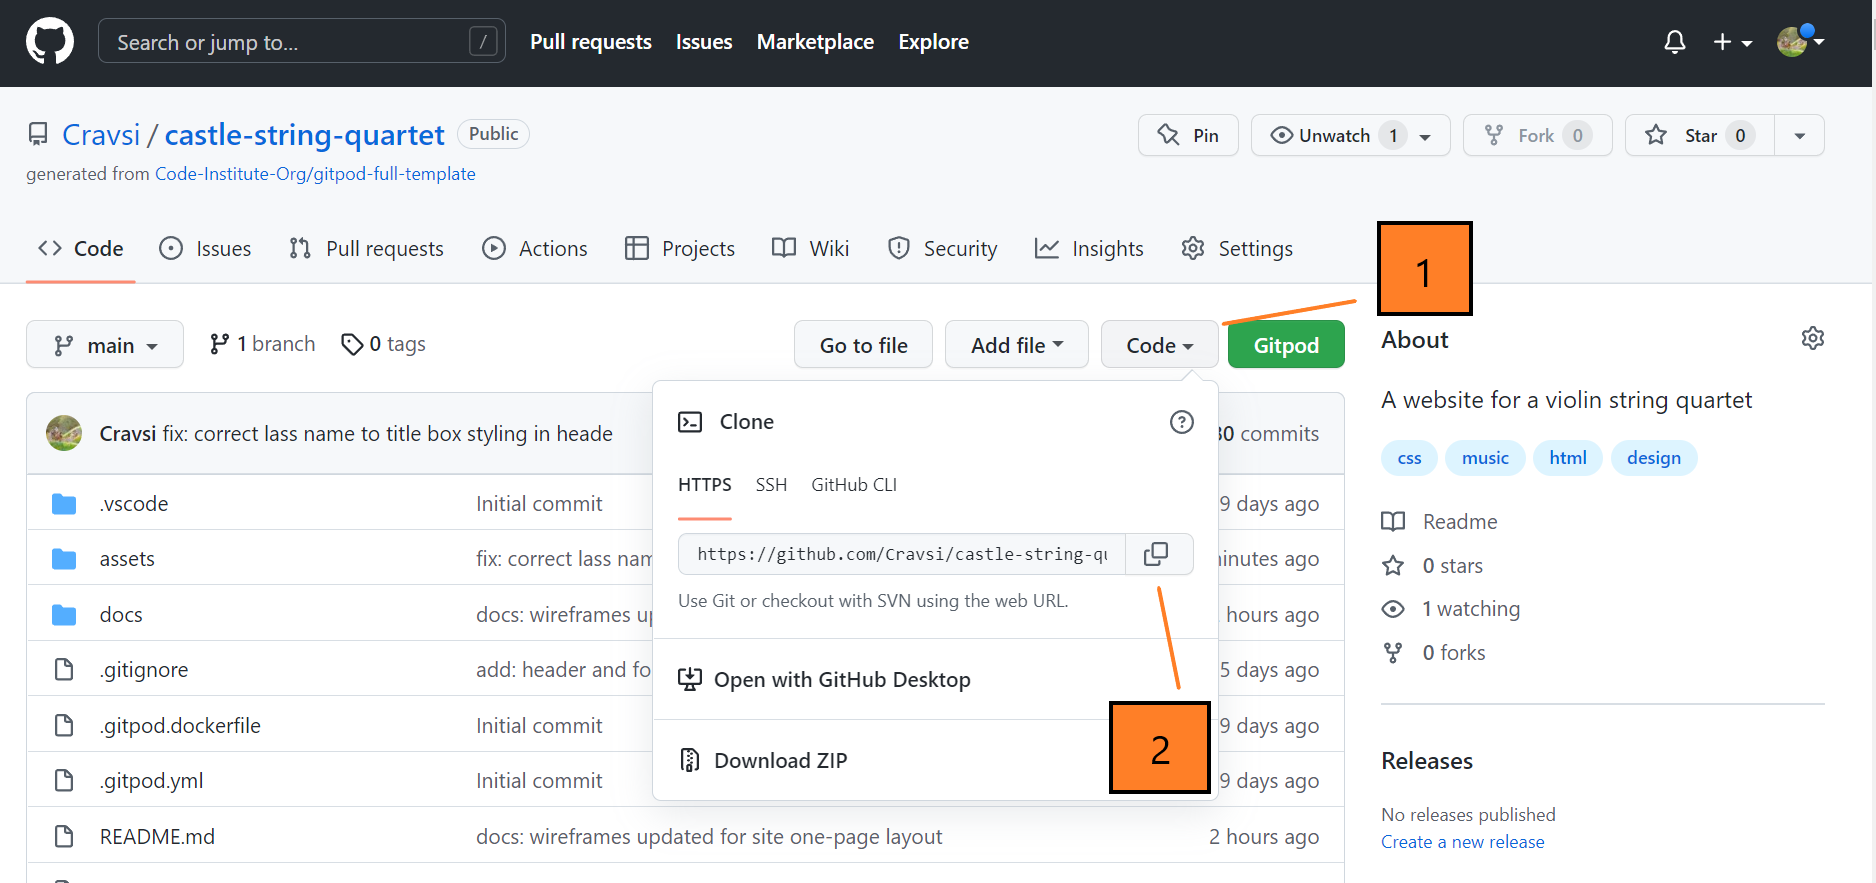 Search or jump to... /
Pull requests Issues Marketplace Explore
Cravsi / castle-string-quartet Public
generated from Code-Institute-Org/gitpod-full-template
Pin Unwatch 1 Fork 0 Star 0
Code Issues Pull requests Actions Projects Wiki Security Insights Settings
1
main 1 branch 0 tags Go to file Add file Code Gitpod
Cravsi fix: correct lass name to title box styling in heade 30 commits
.vscode Initial commit 9 days ago
assets fix: correct lass nam inutes ago
docs docs: wireframes up hours ago
.gitignore add: header and fo 5 days ago
.gitpod.dockerfile Initial commit 9 days ago
.gitpod.yml Initial commit 9 days ago
README.md docs: wireframes updated for site one-page layout 2 hours ago
Clone
HTTPS SSH GitHub CLI
https://github.com/Cravsi/castle-string-qu
Use Git or checkout with SVN using the web URL.
Open with GitHub Desktop
Download ZIP
2
About
A website for a violin string quartet
css music html design
Readme
0 stars
1 watching
0 forks
Releases
No releases published
Create a new release